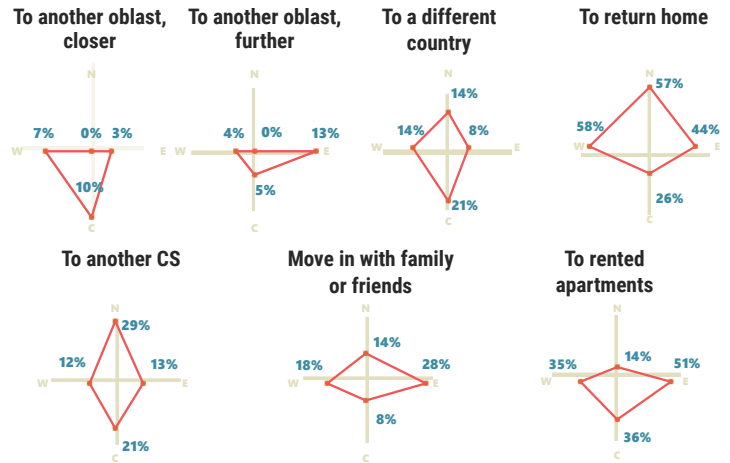 To another oblast,
closer
N
7%
0%
3%
W
E
10%
C
To another oblast,
further
N
4%
0%
13%
W
E
5%
C
To a different
country
N
14%
14%
8%
W
E
21%
C
To return home
N
57%
58%
44%
W
E
26%
C
To another CS
N
29%
12%
13%
W
E
21%
C
Move in with family
or friends
N
14%
18%
28%
W
E
8%
C
To rented
apartments
N
35%
14%
51%
W
E
36%
C